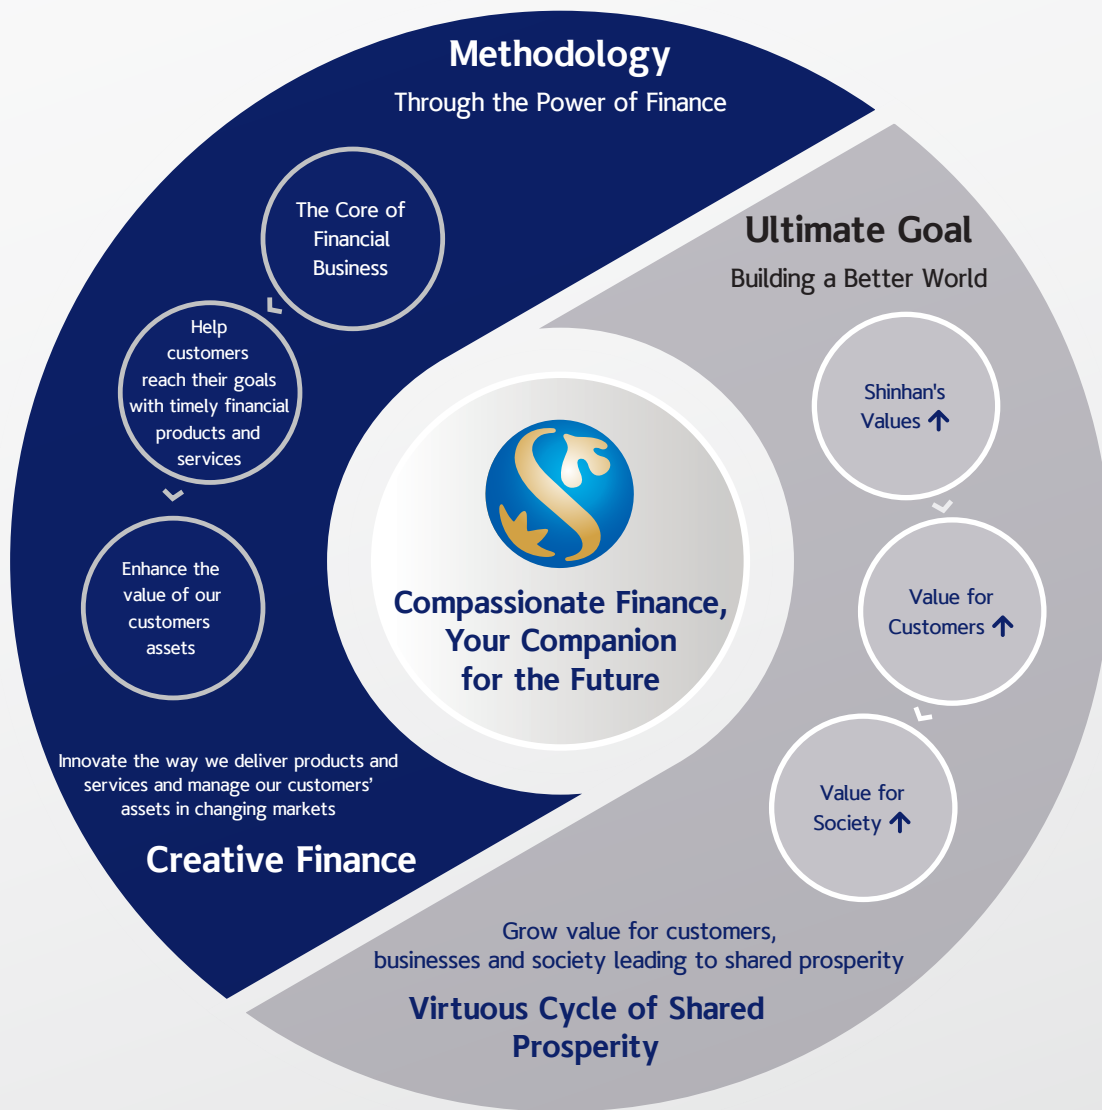 Methodology
Through the Power of Finance
The Core of
Financial
Business
Help
customers
reach their goals
with timely financial
products and
services
Enhance the
value of our
customers
assets
Innovate the way we deliver products and
services and manage our customers’
assets in changing markets
Creative Finance
Compassionate Finance,
Your Companion
for the Future
Ultimate Goal
Building a Better World
Shinhan's
Values ↑
Value for
Customers ↑
Value for
Society ↑
Grow value for customers,
businesses and society leading to shared prosperity
Virtuous Cycle of Shared
Prosperity